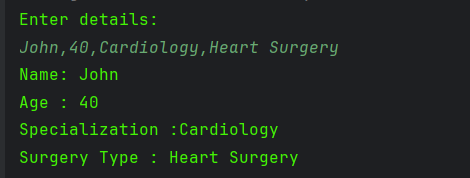 Enter details:
John,40,Cardiology,Heart Surgery
Name: John
Age : 40
Specialization :Cardiology
Surgery Type : Heart Surgery